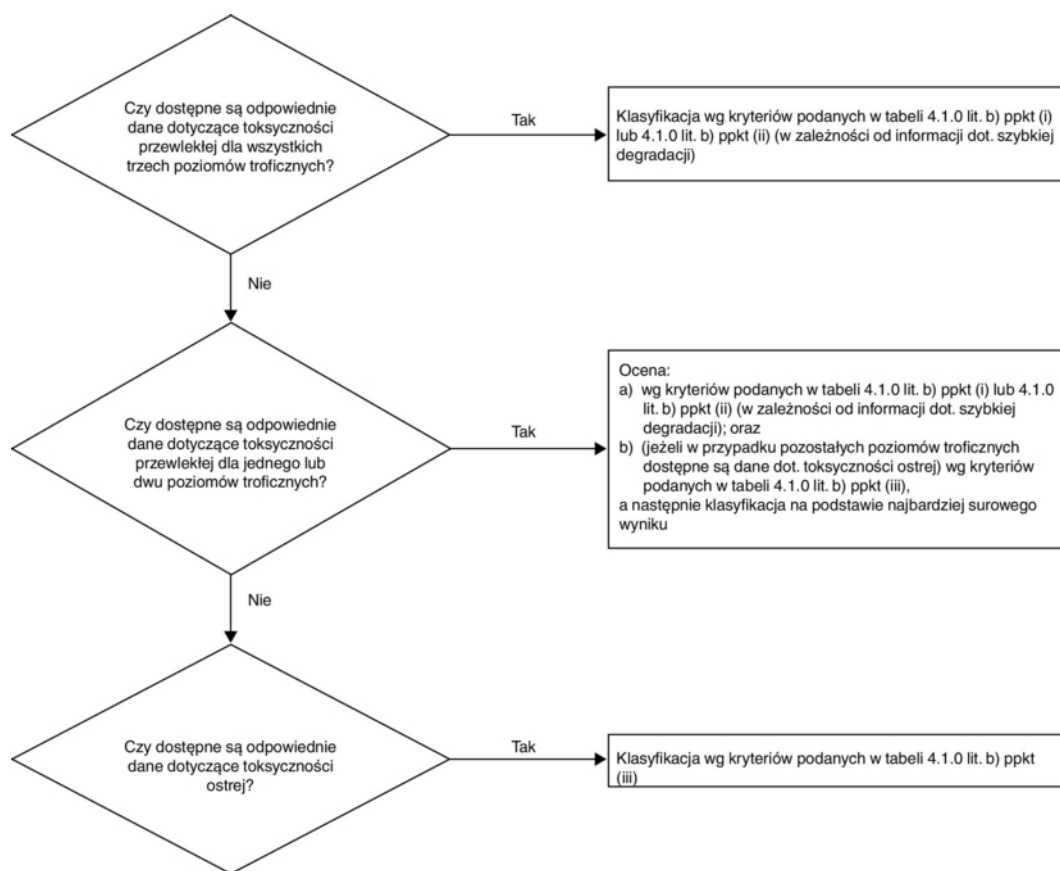 Czy dostępne są odpowiednie
dane dotyczące toksyczności
przewlekłej dla wszystkich
trzech poziomów troficznych?
Tak
Klasyfikacja wg kryteriów podanych w tabeli 4.1.0 lit. b) ppkt (i)
lub 4.1.0 lit. b) ppkt (ii) (w zależności od informacji dot. szybkiej
degradacji)
Nie
Czy dostępne są odpowiednie
dane dotyczące toksyczności
przewlekłej dla jednego lub
dwu poziomów troficznych?
Tak
Ocena:
a) wg kryteriów podanych w tabeli 4.1.0 lit. b) ppkt (i) lub 4.1.0
lit. b) ppkt (ii) (w zależności od informacji dot. szybkiej
degradacji); oraz
b) (jeżeli w przypadku pozostałych poziomów troficznych
dostępne są dane dot. toksyczności ostrej) wg kryteriów
podanych w tabeli 4.1.0 lit. b) ppkt (iii),
a następnie klasyfikacja na podstawie najbardziej surowego
wyniku
Nie
Czy dostępne są odpowiednie
dane dotyczące toksyczności
ostrej?
Tak
Klasyfikacja wg kryteriów podanych w tabeli 4.1.0 lit. b) ppkt
(iii)